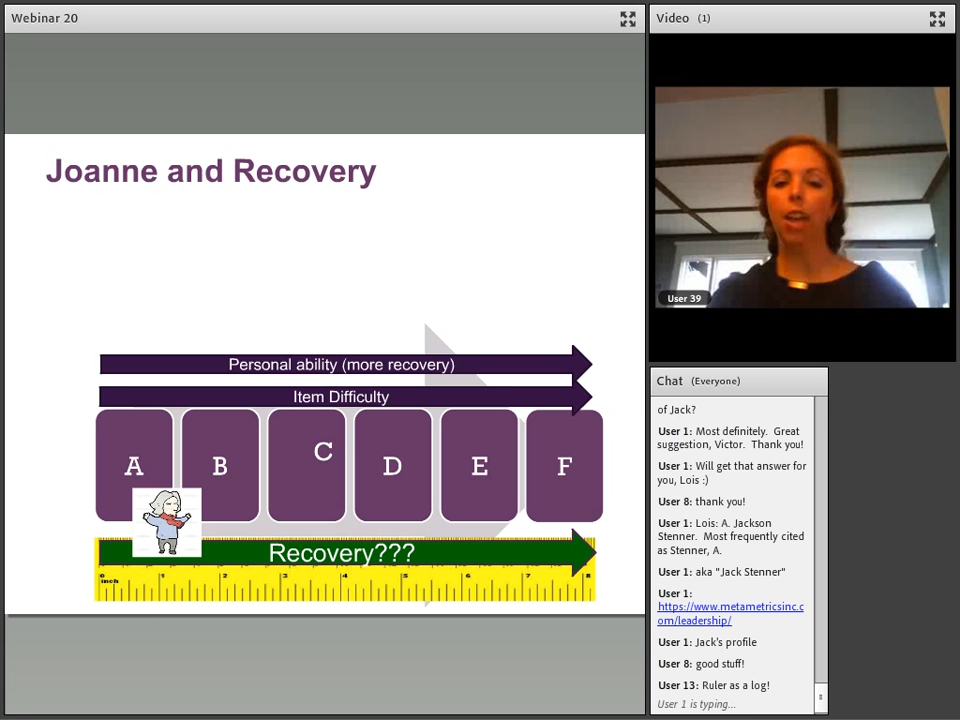 Webinar 20
Joanne and Recovery
Personal ability (more recovery)
Item Difficulty
A B C D E F
Recovery???
0 1 2 3 4 5 6 7 8
inch
Video (1)
User 39
Chat (Everyone)
of Jack?
User 1: Most definitely. Great
suggestion, Victor. Thank you!
User 1: Will get that answer for
you, Lois :)
User 8: thank you!
User 1: Lois: A. Jackson
Stenner. Most frequently cited
as Stenner, A.
User 1: aka "Jack Stenner"
User 1:
https://www.metametricsinc.c
om/leadership/
User 1: Jack's profile
User 8: good stuff!
User 13: Ruler as a log!
User 1 is typing...